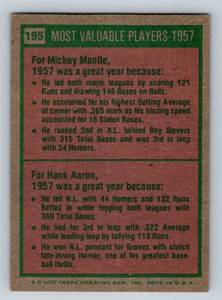 195 MOST VALUABLE PLAYERS-1957
For Mickey Mantle,
1957 was a great year because:
• He led both major leagues by scoring 121
Runs and drawing 146 Bases on Balls.
• He accounted for his highest Batting Average
of career with .365 mark as his blazing speed
accounted for 16 Stolen Bases.
• He ranked 2nd in A.L. behind Roy Sievers
with 315 Total Bases and was 3rd in loop
with 34 Homers.
For Hank Aaron,
1957 was a great year because:
• He led N.L. with 44 Homers and 132 Runs
Batted In while topping both leagues with
369 Total Bases.
• He tied for 3rd in loop with .322 average
while leading loop by tallying 118 Runs.
• He won N.L. pennant for Braves with clutch
late-season Homer, one of his greatest base-
ball thrills.
© 1975 TOPPS CHEWING GUM, INC. PRTD. IN U.S.A.